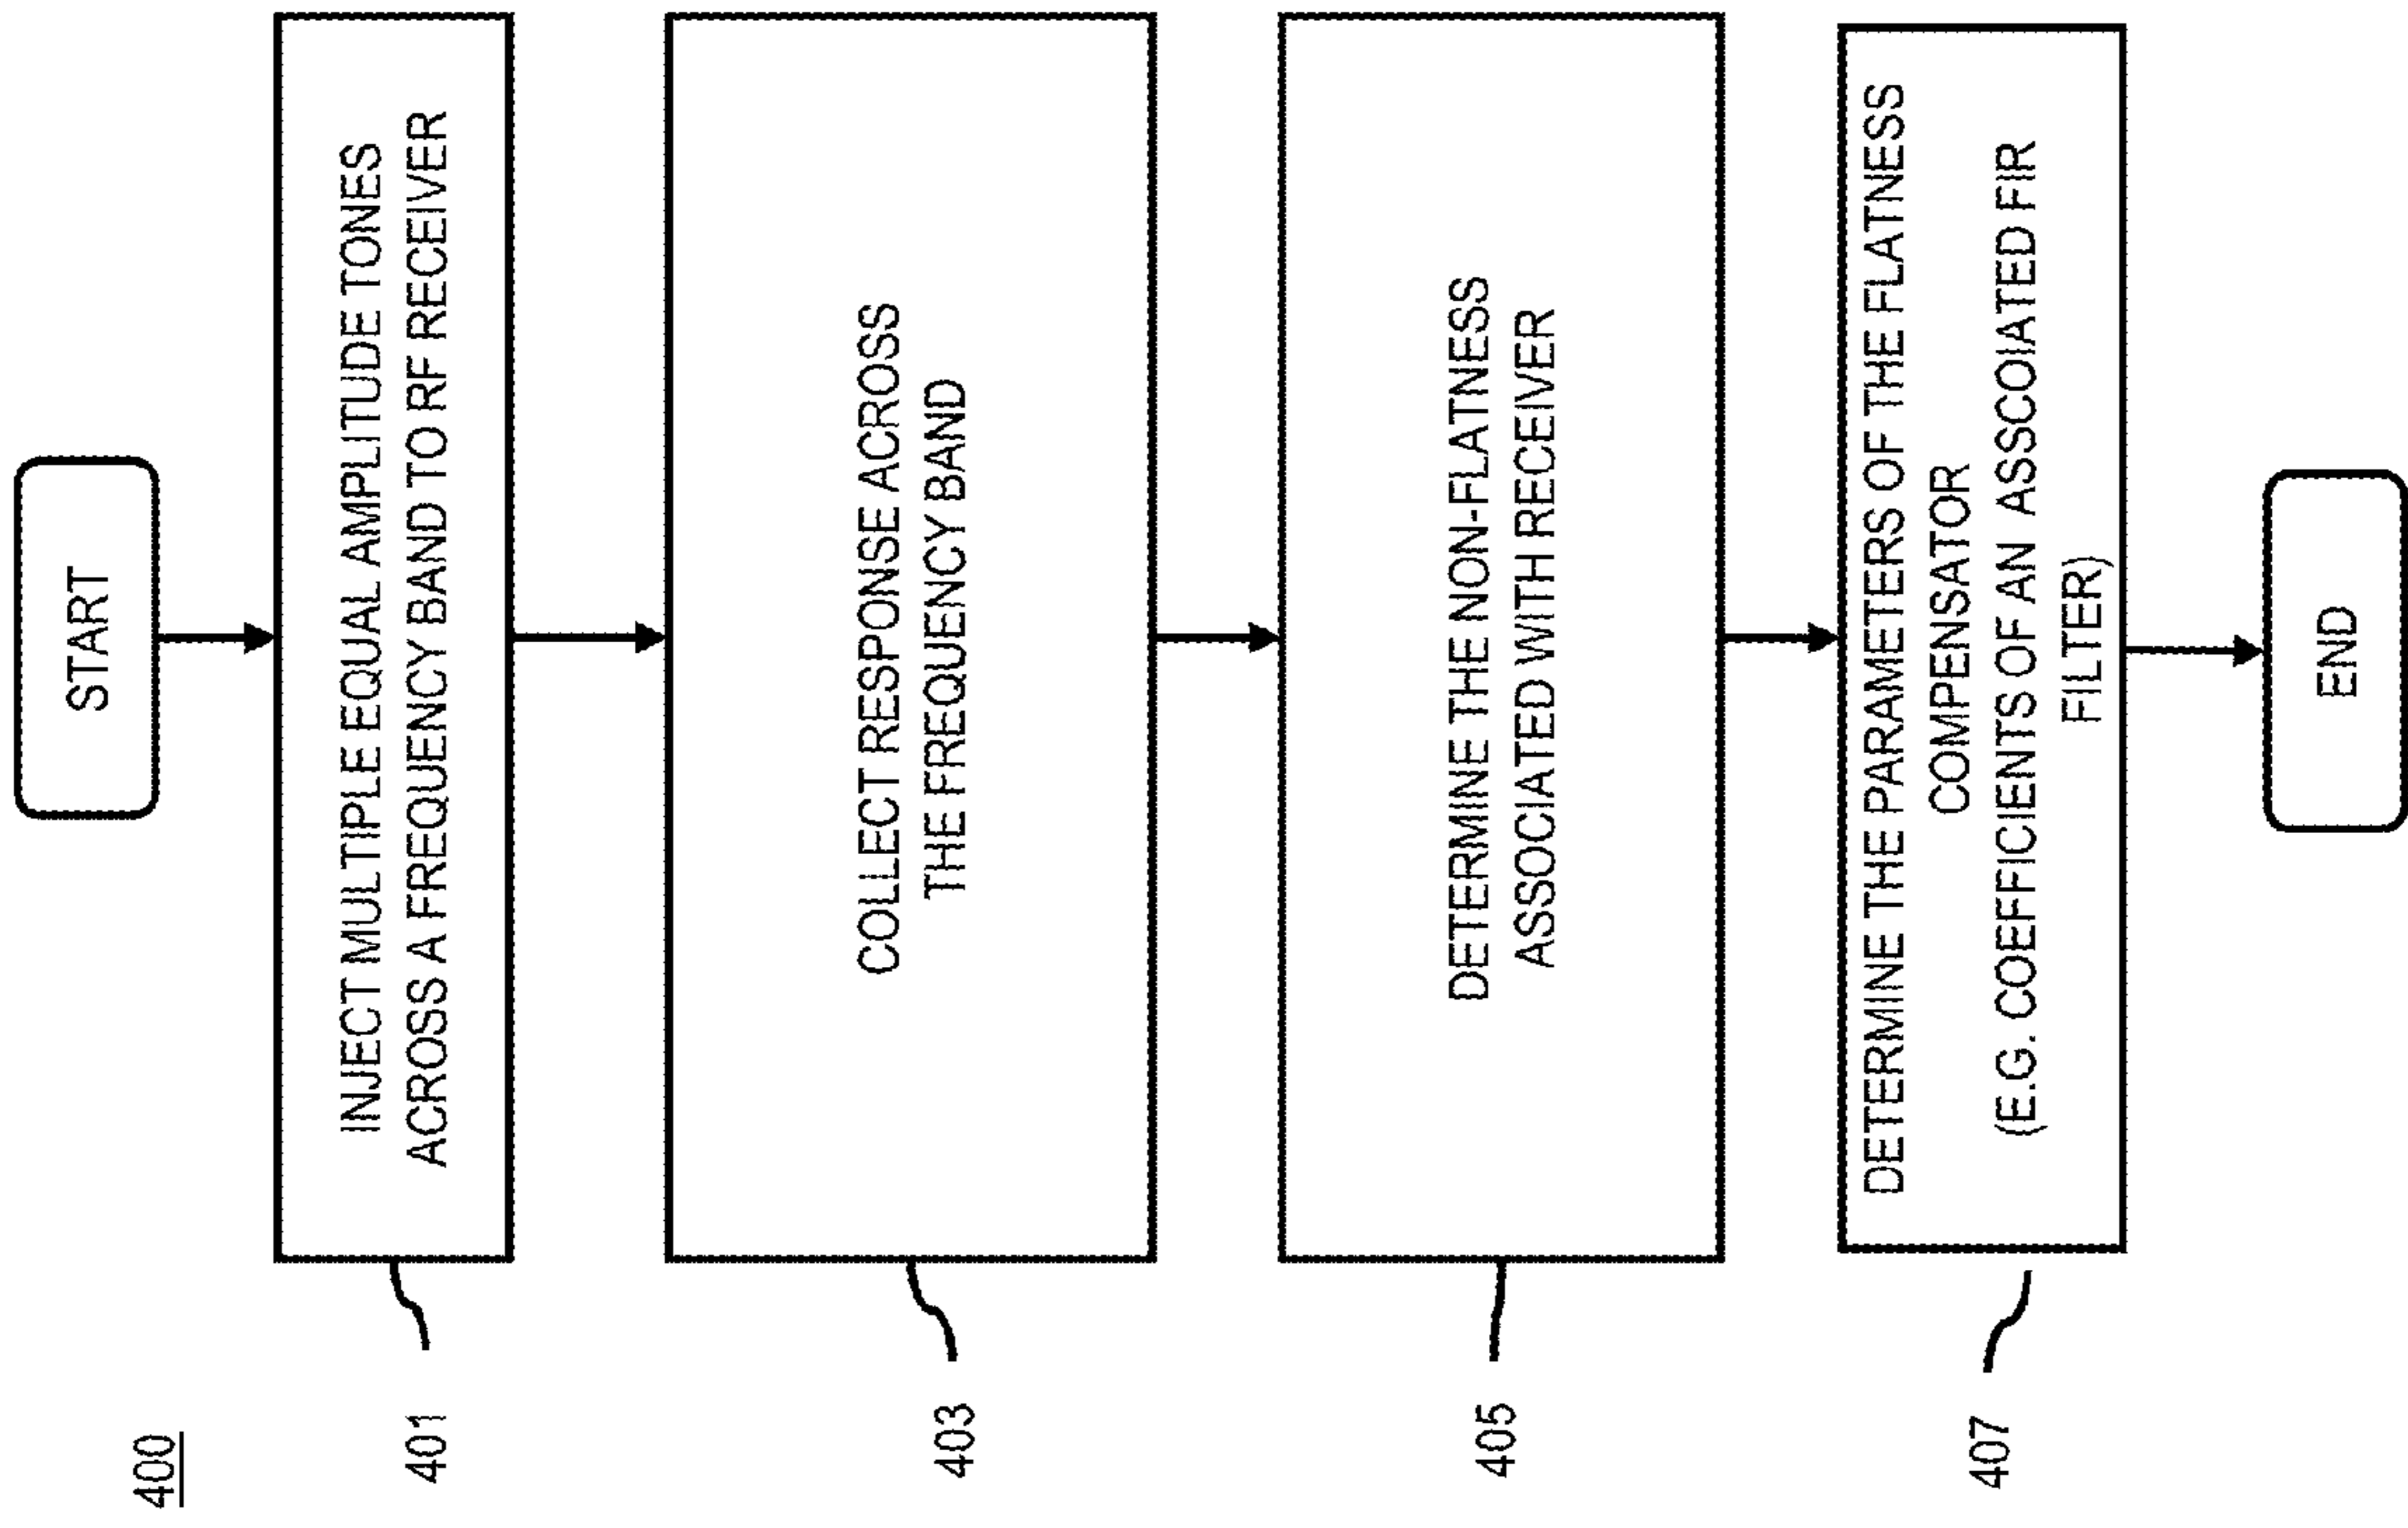 400
START
401
INJECT MULTIPLE EQUAL AMPLITUDE TONES
ACROSS A FREQUENCY BAND TO RF RECEIVER
403
COLLECT RESPONSE ACROSS
THE FREQUENCY BAND
405
DETERMINE THE NON-FLATNESS
ASSOCIATED WITH RECEIVER
407
DETERMINE THE PARAMETERS OF THE FLATNESS
COMPENSATOR
(E.G. COEFFICIENTS OF AN ASSCOIATED FIR
FILTER)
END